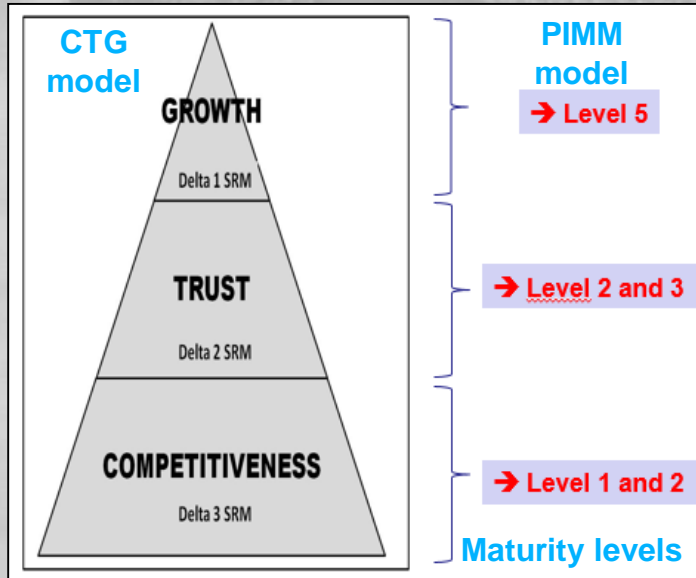 CTG
model
PIMM
model
GROWTH
➔ Level 5
Delta 1 SRM
TRUST
➔ Level 2 and 3
Delta 2 SRM
COMPETITIVENESS
➔ Level 1 and 2
Delta 3 SRM
Maturity levels